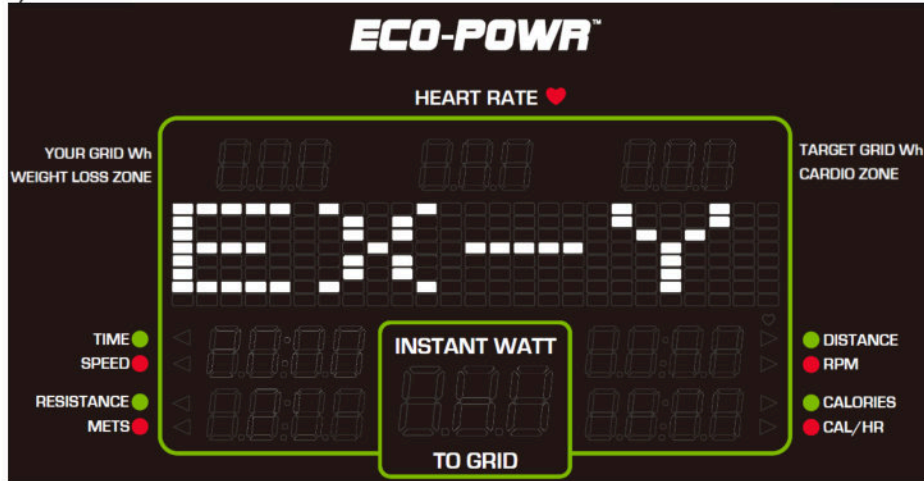 ECO-POWR™
HEART RATE
YOUR GRID Wh
WEIGHT LOSS ZONE
TARGET GRID Wh
CARDIO ZONE
EX-Y
TIME
SPEED
RESISTANCE
METS
INSTANT WATT
TO GRID
DISTANCE
RPM
CALORIES
CAL/HR